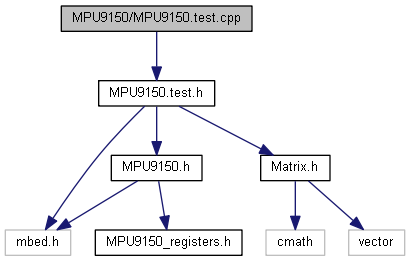 MPU9150/MPU9150.test.cpp
MPU9150.test.h
MPU9150.h
Matrix.h
mbed.h
MPU9150_registers.h
cmath
vector